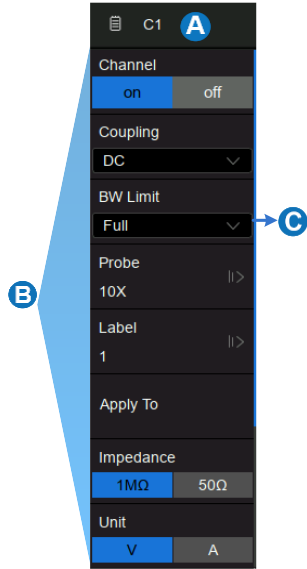 C1 A
Channel
on off
Coupling
DC
BW Limit
Full
C
Probe
10X
B
Label
1
Apply To
Impedance
1MΩ 50Ω
Unit
V A